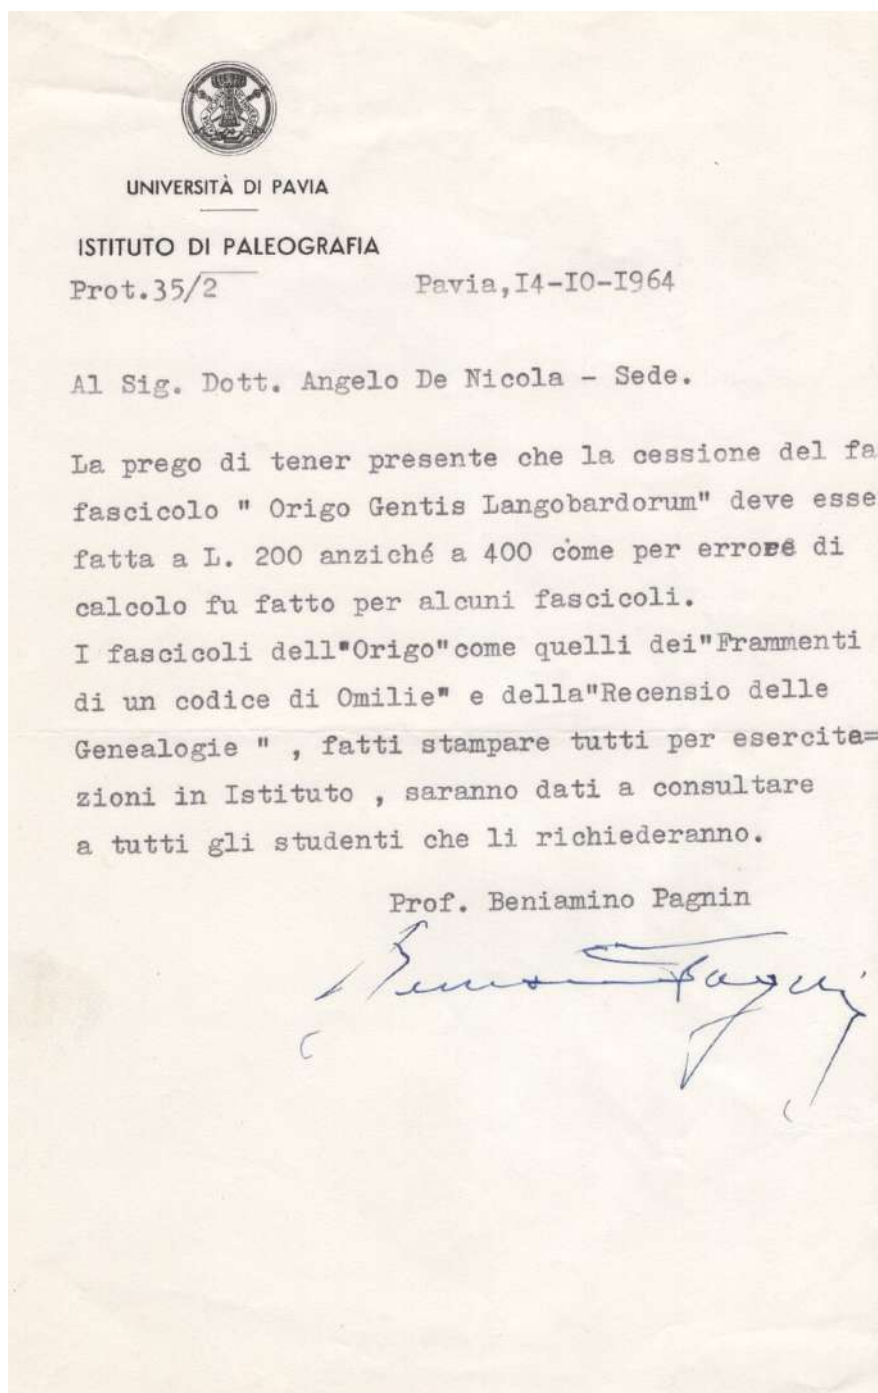 UNIVERSITÀ DI PAVIA
ISTITUTO DI PALEOGRAFIA
Prot.35/2 Pavia,I4-IO-I964
Al Sig. Dott. Angelo De Nicola - Sede.
La prego di tener presente che la cessione del fa
fascicolo " Origo Gentis Langobardorum" deve esse
fatta a L. 200 anziché a 400 come per errore di
calcolo fu fatto per alcuni fascicoli.
I fascicoli dell"Origo"come quelli dei"Frammenti
di un codice di Omilie" e della"Recensio delle
Genealogie " , fatti stampare tutti per esercita=
zioni in Istituto , saranno dati a consultare
a tutti gli studenti che li richiederanno.
Prof. Beniamino Pagnin